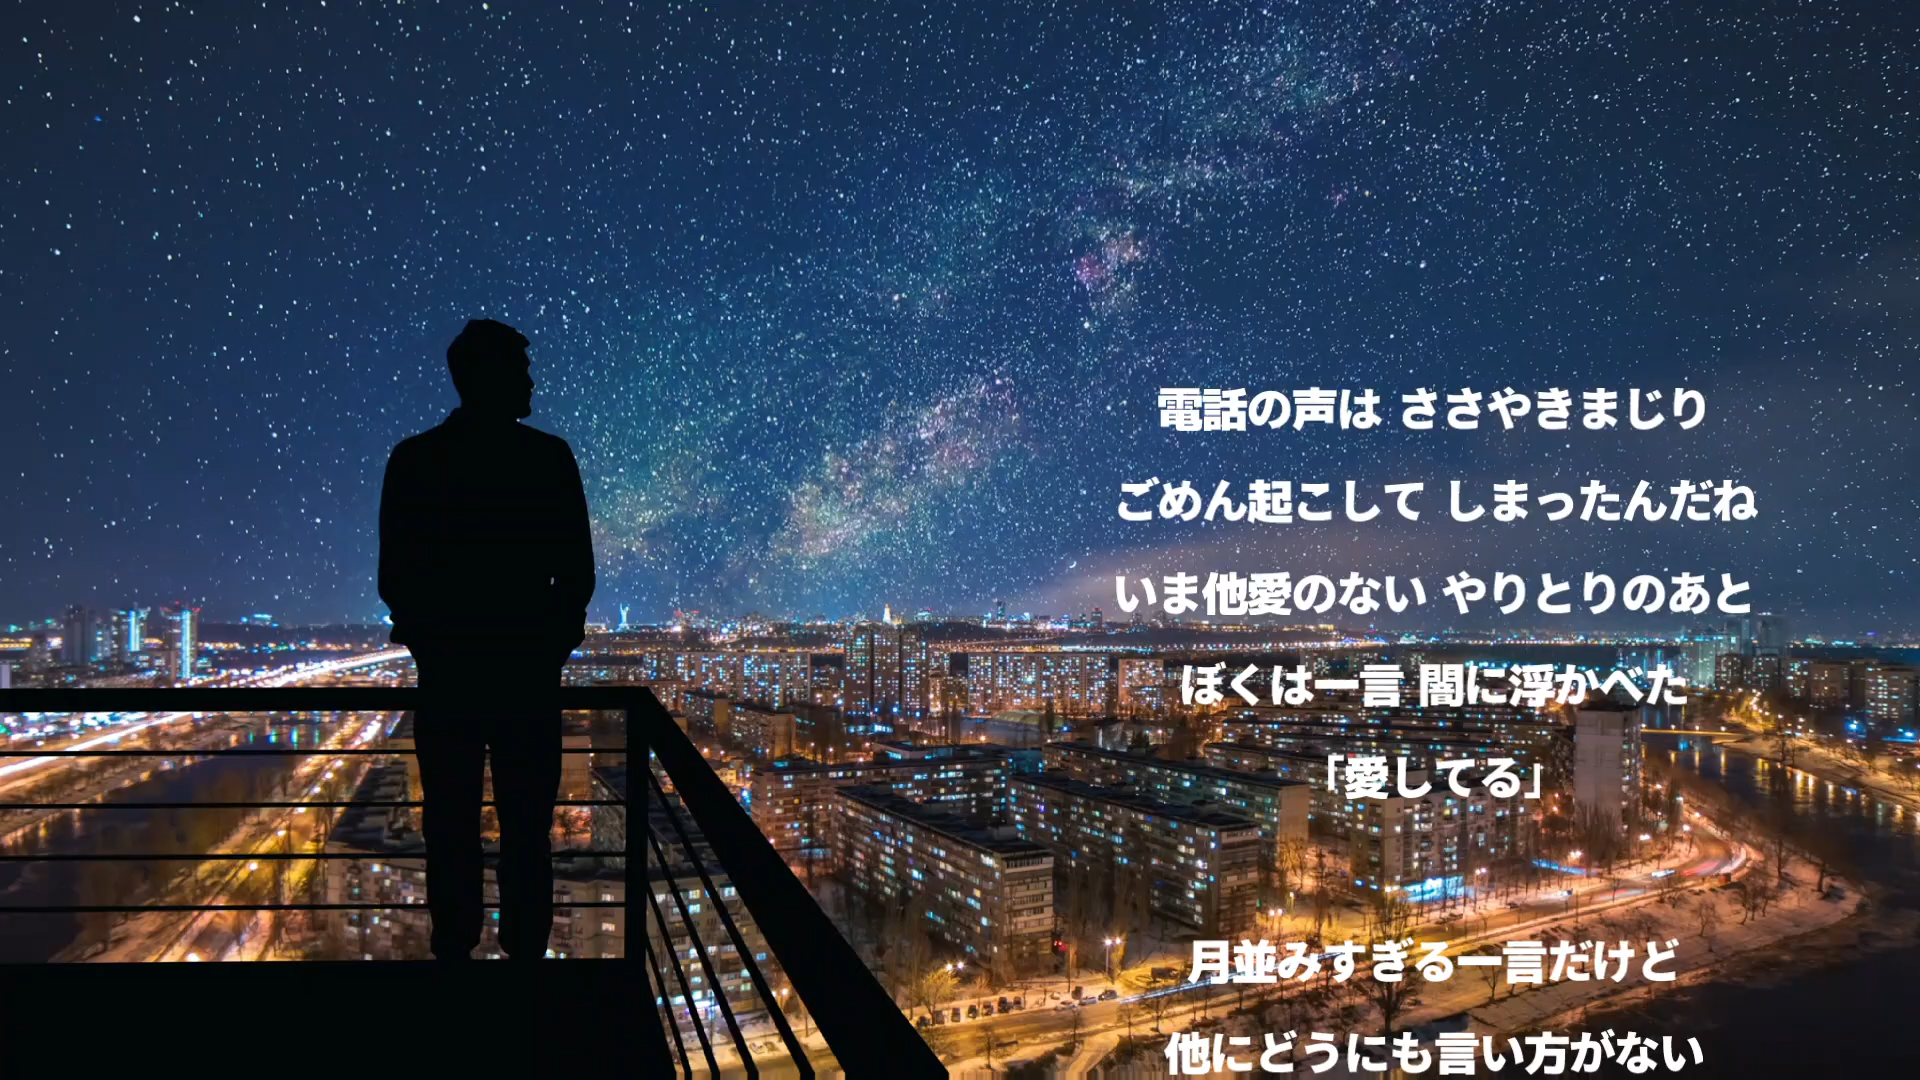 電話の声は ささやきまじり
ごめん起こして しまったんだね
いま他愛のない やりとりのあと
ぼくは一言 闇に浮かべた
「愛してる」
月並みすぎる一言だけど
他にどうにも言い方がない